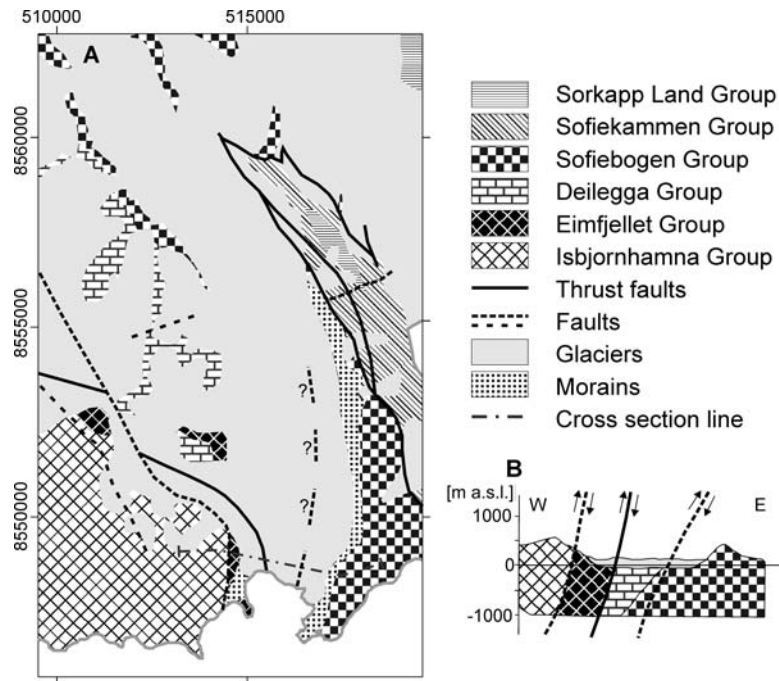 510000 515000
A
8560000
8555000
8550000
?
?
?
Sorkapp Land Group
Sofiekammen Group
Sofiebogen Group
Deilegga Group
Eimfjellet Group
Isbjornhamna Group
Thrust faults
Faults
Glaciers
Morains
Cross section line
B
[m a.s.l.] W E
1000
0
-1000